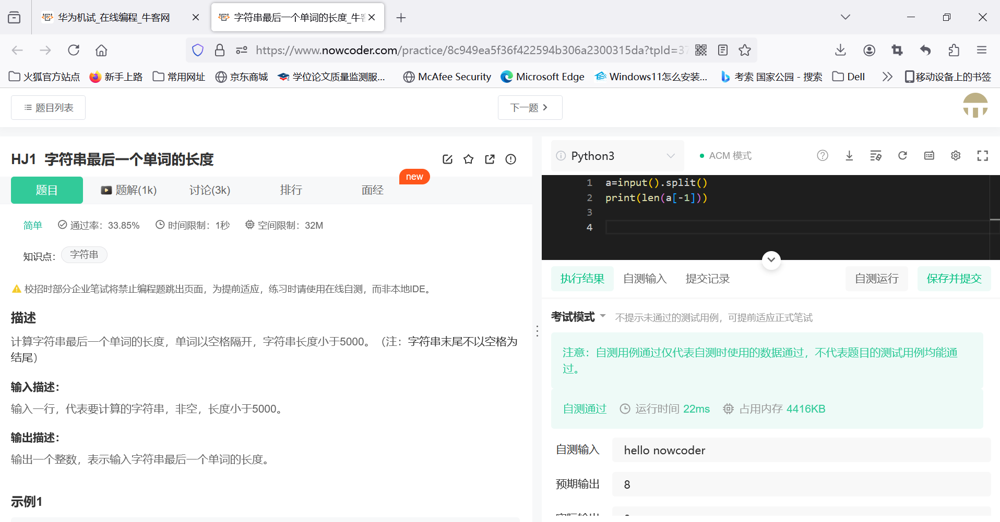 华为机试_在线编程_牛客网
字符串最后一个单词的长度_牛客
https://www.nowcoder.com/practice/8c949ea5f36f422594b306a2300315da?tpId=37
火狐官方站点
新手上路
常用网址
京东商城
学位论文质量监测服...
McAfee Security
Microsoft Edge
Windows11怎么安装...
考索 国家公园 - 搜索
Dell
移动设备上的书签
题目列表
下一题
HJ1 字符串最后一个单词的长度
new
题目
题解(1k)
讨论(3k)
排行
面经
简单
通过率：33.85%
时间限制：1秒
空间限制：32M
知识点：
字符串
校招时部分企业笔试将禁止编程题跳出页面，为提前适应，练习时请使用在线自测，而非本地IDE。
描述
计算字符串最后一个单词的长度，单词以空格隔开，字符串长度小于5000。（注：字符串末尾不以空格为
结尾）
输入描述：
输入一行，代表要计算的字符串，非空，长度小于5000。
输出描述：
输出一个整数，表示输入字符串最后一个单词的长度。
示例1
Python3
ACM 模式
1 a=input().split()
2 print(len(a[-1]))
3
4
执行结果
自测输入
提交记录
自测运行
保存并提交
考试模式
不提示未通过的测试用例，可提前适应正式笔试
注意：自测用例通过仅代表自测时使用的数据通过，不代表题目的测试用例均能通
过。
自测通过
运行时间 22ms
占用内存 4416KB
自测输入
hello nowcoder
预期输出
8